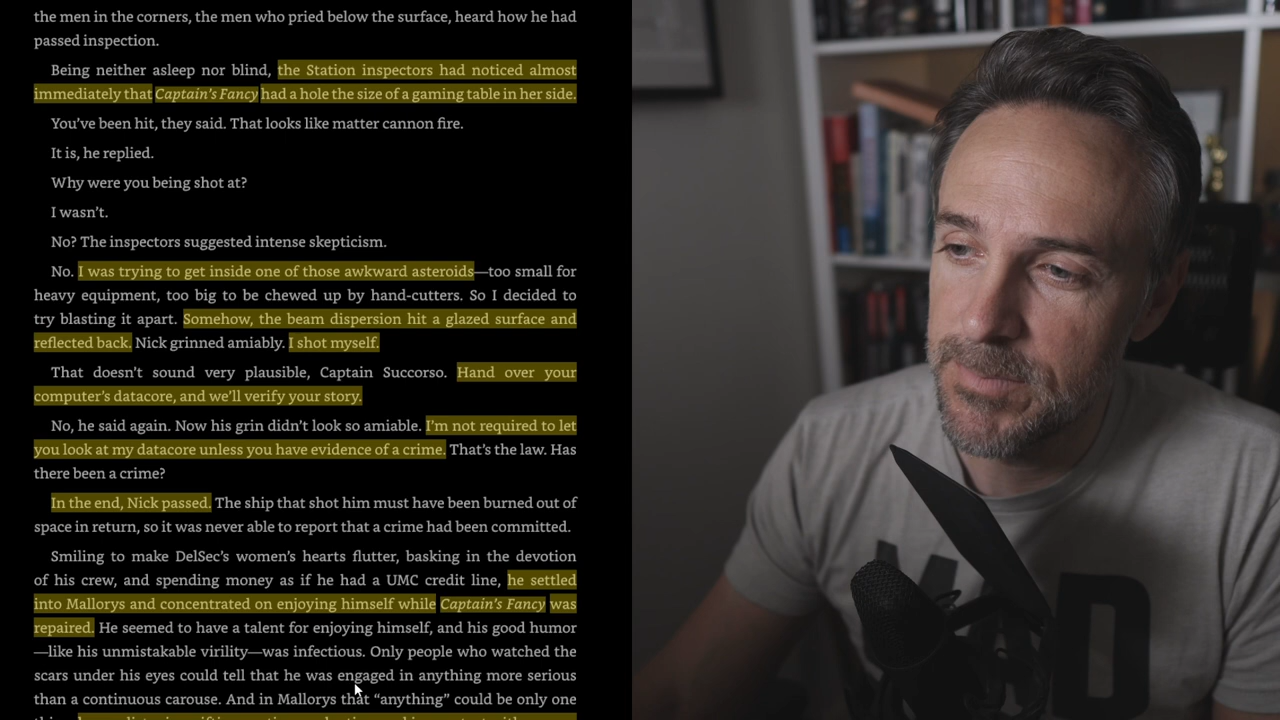 the men in the corners, the men who pried below the surface, heard how he had
passed inspection.
Being neither asleep nor blind, the Station inspectors had noticed almost
immediately that Captain’s Fancy had a hole the size of a gaming table in her side.
You’ve been hit, they said. That looks like matter cannon fire.
It is, he replied.
Why were you being shot at?
I wasn’t.
No? The inspectors suggested intense skepticism.
No. I was trying to get inside one of those awkward asteroids—too small for
heavy equipment, too big to be chewed up by hand-cutters. So I decided to
try blasting it apart. Somehow, the beam dispersion hit a glazed surface and
reflected back. Nick grinned amiably. I shot myself.
That doesn’t sound very plausible, Captain Succorso. Hand over your
computer’s datacore, and we’ll verify your story.
No, he said again. Now his grin didn’t look so amiable. I’m not required to let
you look at my datacore unless you have evidence of a crime. That’s the law. Has
there been a crime?
In the end, Nick passed. The ship that shot him must have been burned out of
space in return, so it was never able to report that a crime had been committed.
Smiling to make DelSec’s women’s hearts flutter, basking in the devotion
of his crew, and spending money as if he had a UMC credit line, he settled
into Mallorys and concentrated on enjoying himself while Captain’s Fancy was
repaired. He seemed to have a talent for enjoying himself, and his good humor
—like his unmistakable virility—was infectious. Only people who watched the
scars under his eyes could tell that he was engaged in anything more serious
than a continuous carouse. And in Mallorys that “anything” could be only one